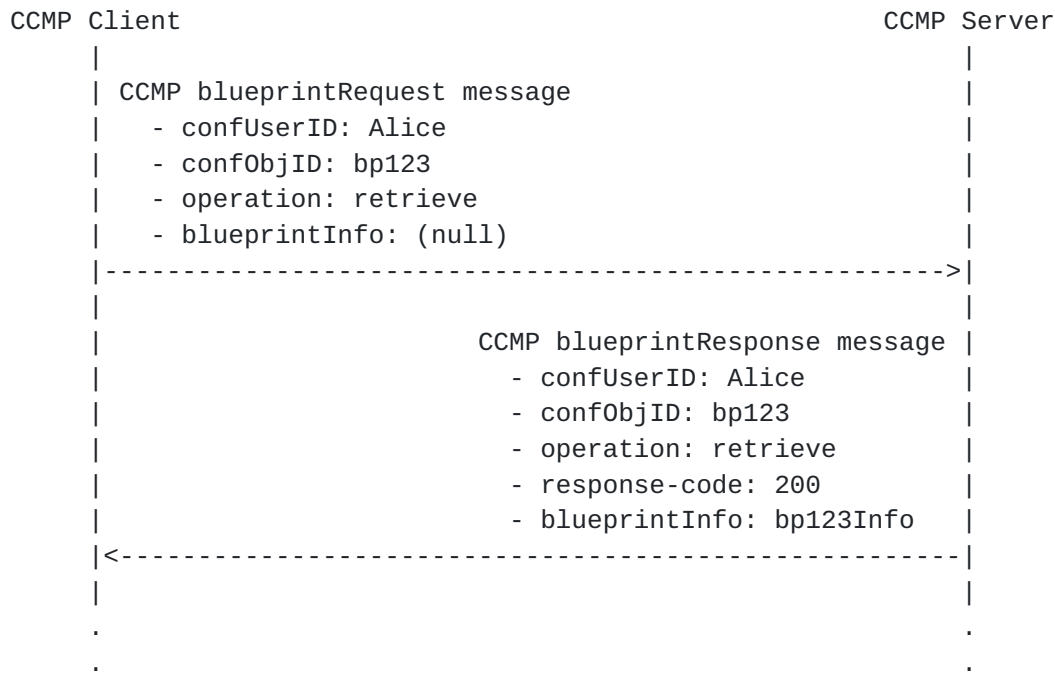 CCMP Client                                             CCMP Server
     |                                                       |
     | CCMP blueprintRequest message                         |
     |   - confUserID: Alice                                 |
     |   - confObjID: bp123                                  |
     |   - operation: retrieve                               |
     |   - blueprintInfo: (null)                             |
     |------------------------------------------------------>|
     |                                                       |
     |                        CCMP blueprintResponse message |
     |                          - confUserID: Alice          |
     |                          - confObjID: bp123           |
     |                          - operation: retrieve        |
     |                          - response-code: 200         |
     |                          - blueprintInfo: bp123Info   |
     |<------------------------------------------------------|
     |                                                       |
     .                                                       .
     .                                                       .